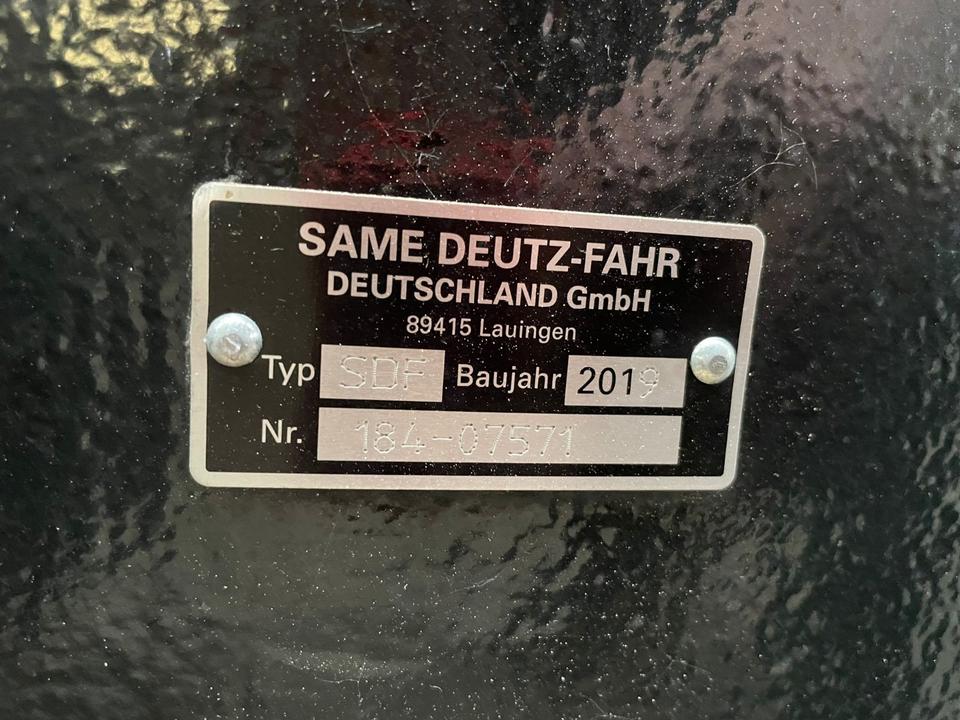 SAME DEUTZ-FAHR
DEUTSCHLAND GmbH
89415 Lauingen
Typ SDF Baujahr 2019
Nr. 184-07571